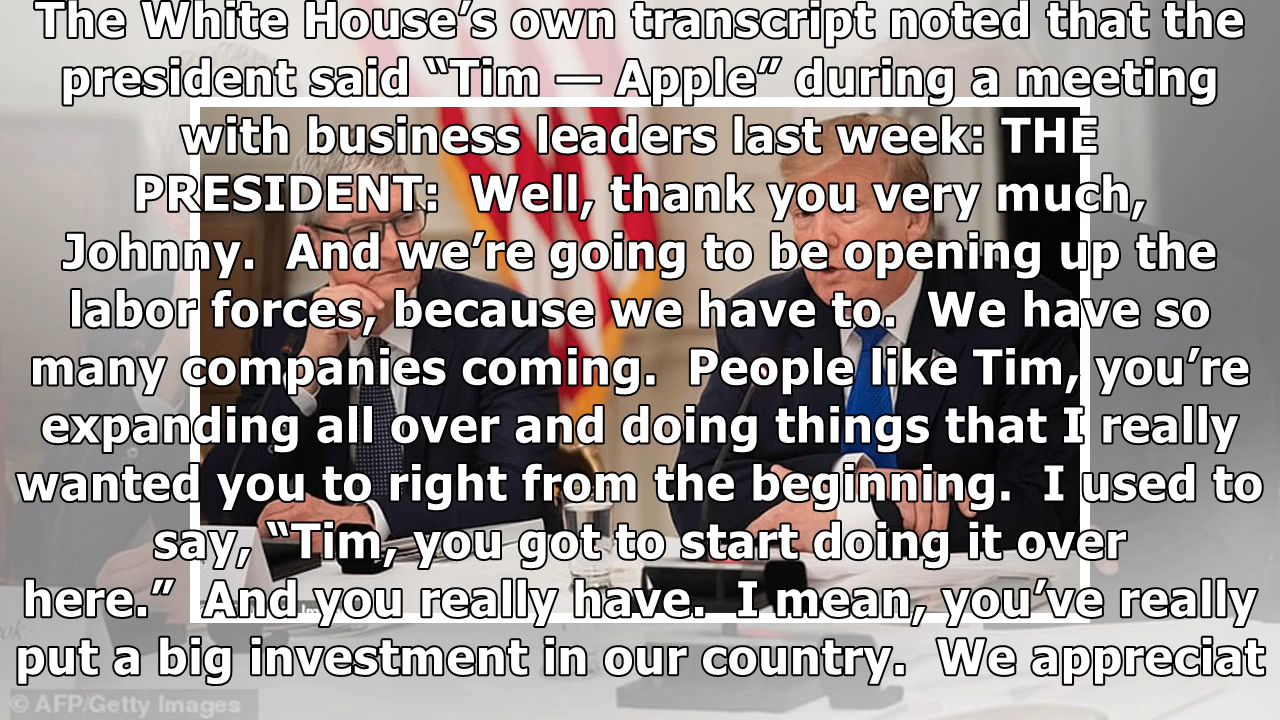 The White House’s own transcript noted that the
president said “Tim — Apple” during a meeting
with business leaders last week: THE
PRESIDENT:  Well, thank you very much,
Johnny.  And we’re going to be opening up the
labor forces, because we have to.  We have so
many companies coming.  People like Tim, you’re
expanding all over and doing things that I really
wanted you to right from the beginning.  I used to
say, “Tim, you got to start doing it over
here.”  And you really have.  I mean, you’ve really
put a big investment in our country.  We appreciat
© AFP/Getty Images